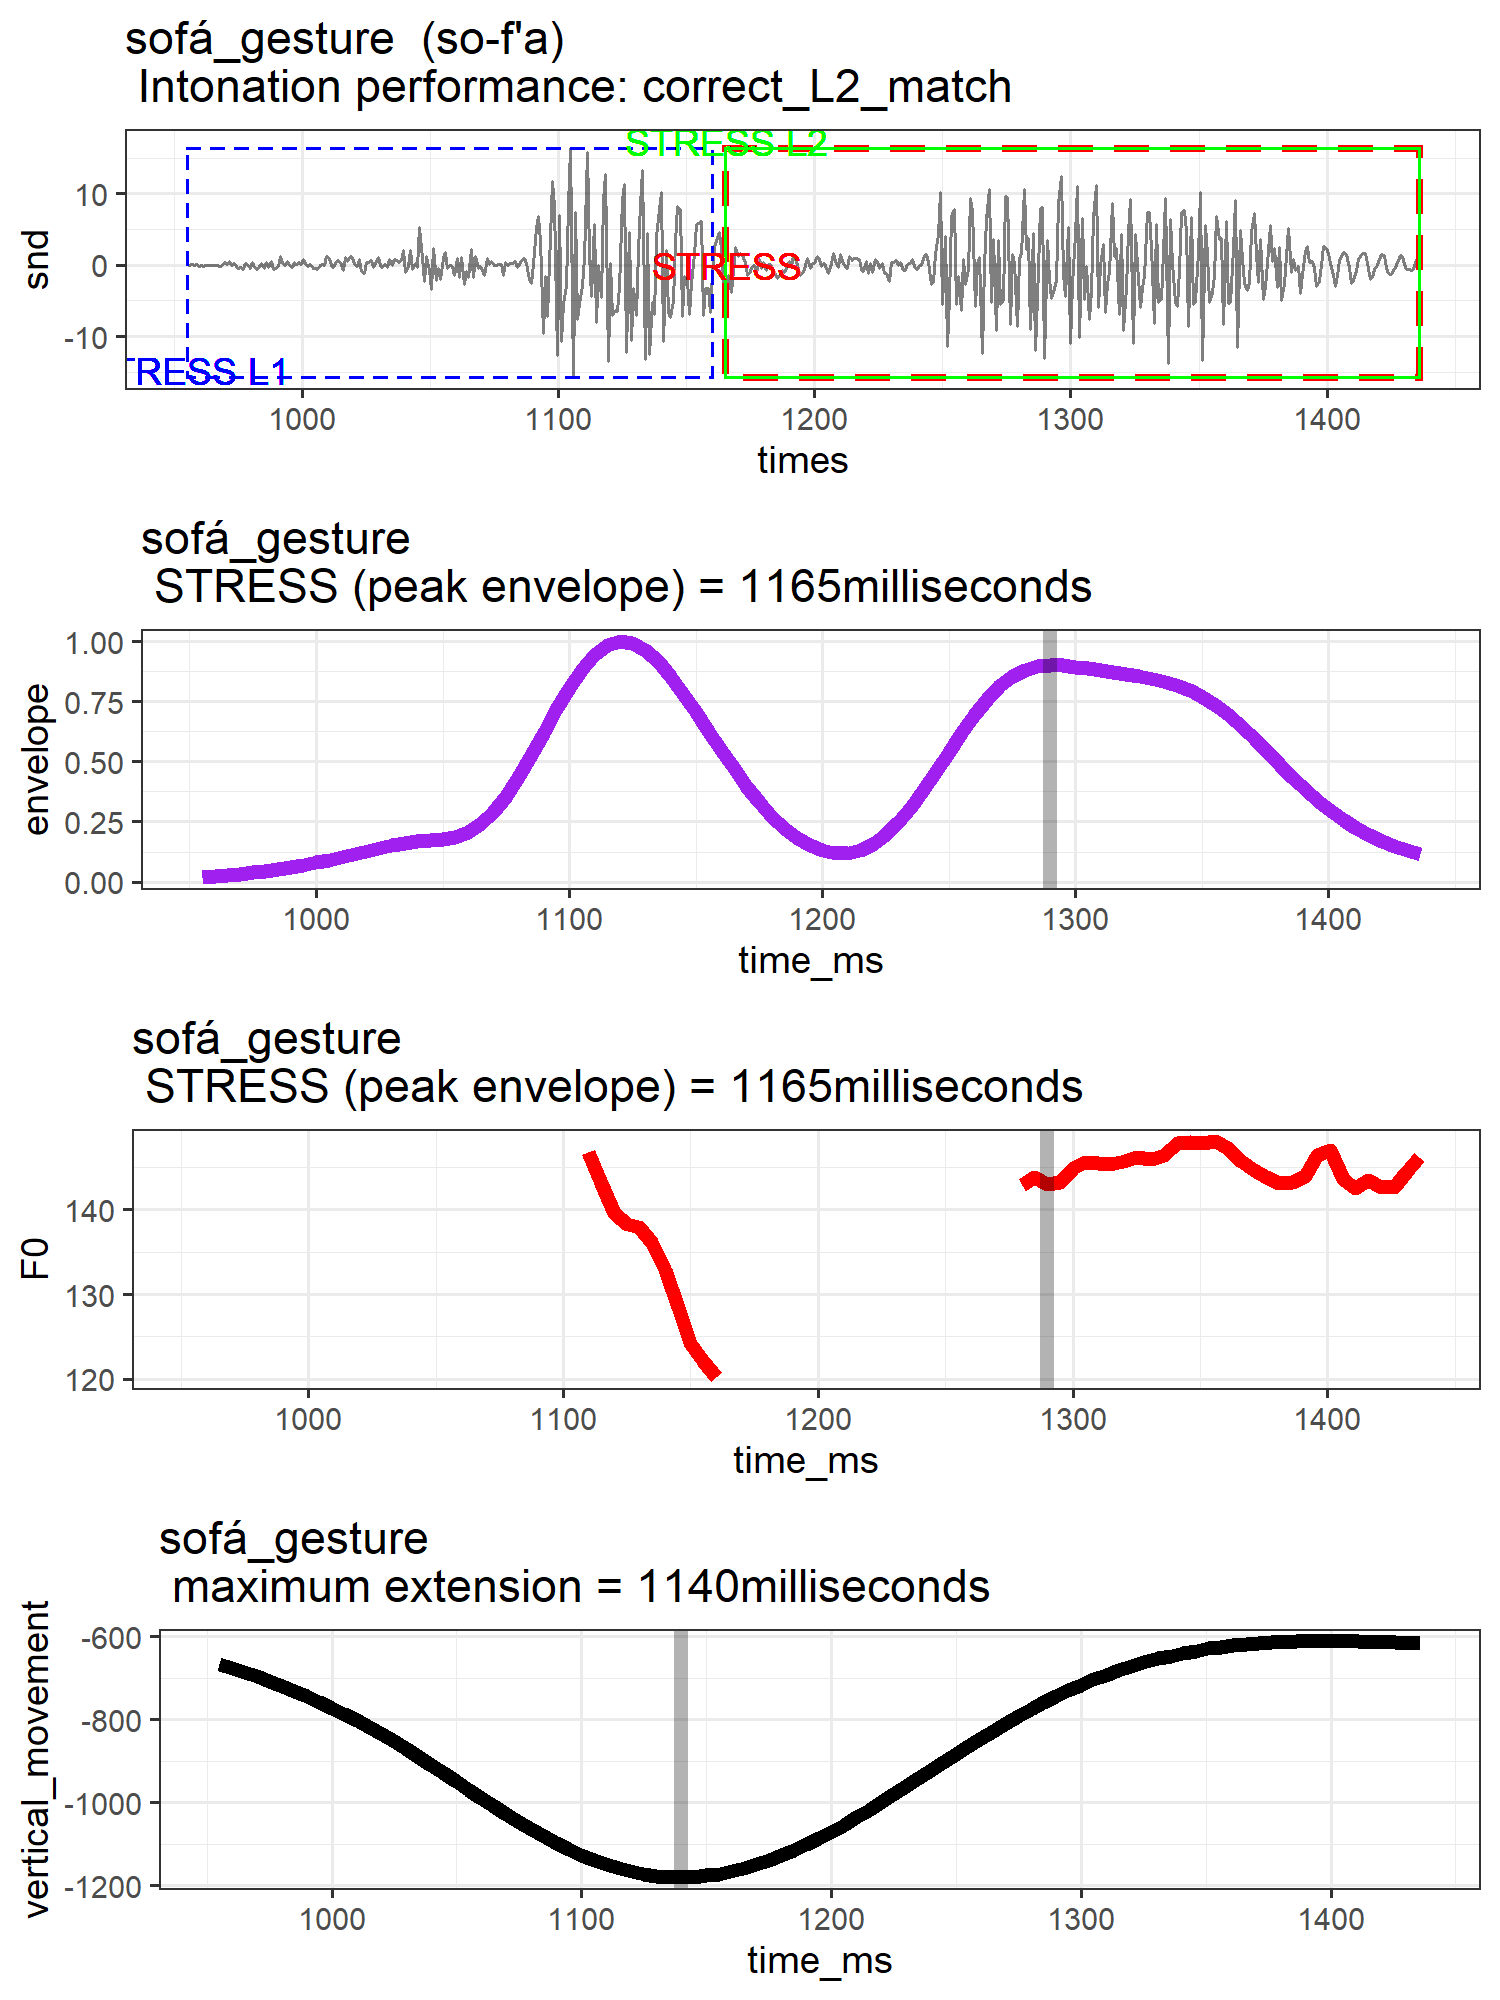 sofá_gesture  (so-f'a)
Intonation performance: correct_L2_match
STRESS L2
10
0
-10
snd
STRESS
TRESS L1
1000 1100 1200 1300 1400
times
sofá_gesture
STRESS (peak envelope) = 1165milliseconds
1.00
0.75
0.50
0.25
0.00
envelope
1000 1100 1200 1300 1400
time_ms
sofá_gesture
STRESS (peak envelope) = 1165milliseconds
140
130
120
F0
1000 1100 1200 1300 1400
time_ms
sofá_gesture
maximum extension = 1140milliseconds
-600
-800
-1000
-1200
vertical_movement
1000 1100 1200 1300 1400
time_ms